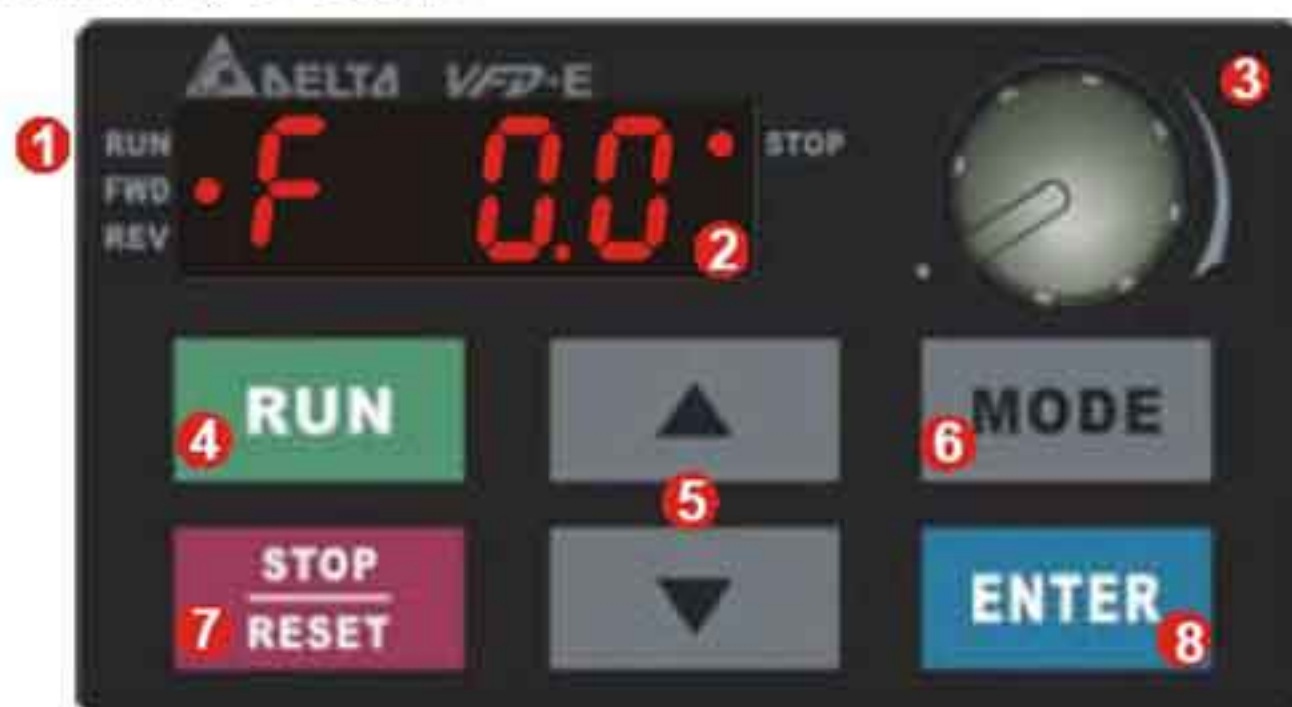 DELTA VFD-E
1 RUN F 0.0 STOP 3
FWD
REV 2
RUN
4
▲
MODE
6
5
STOP
RESET
7
▼
ENTER
8